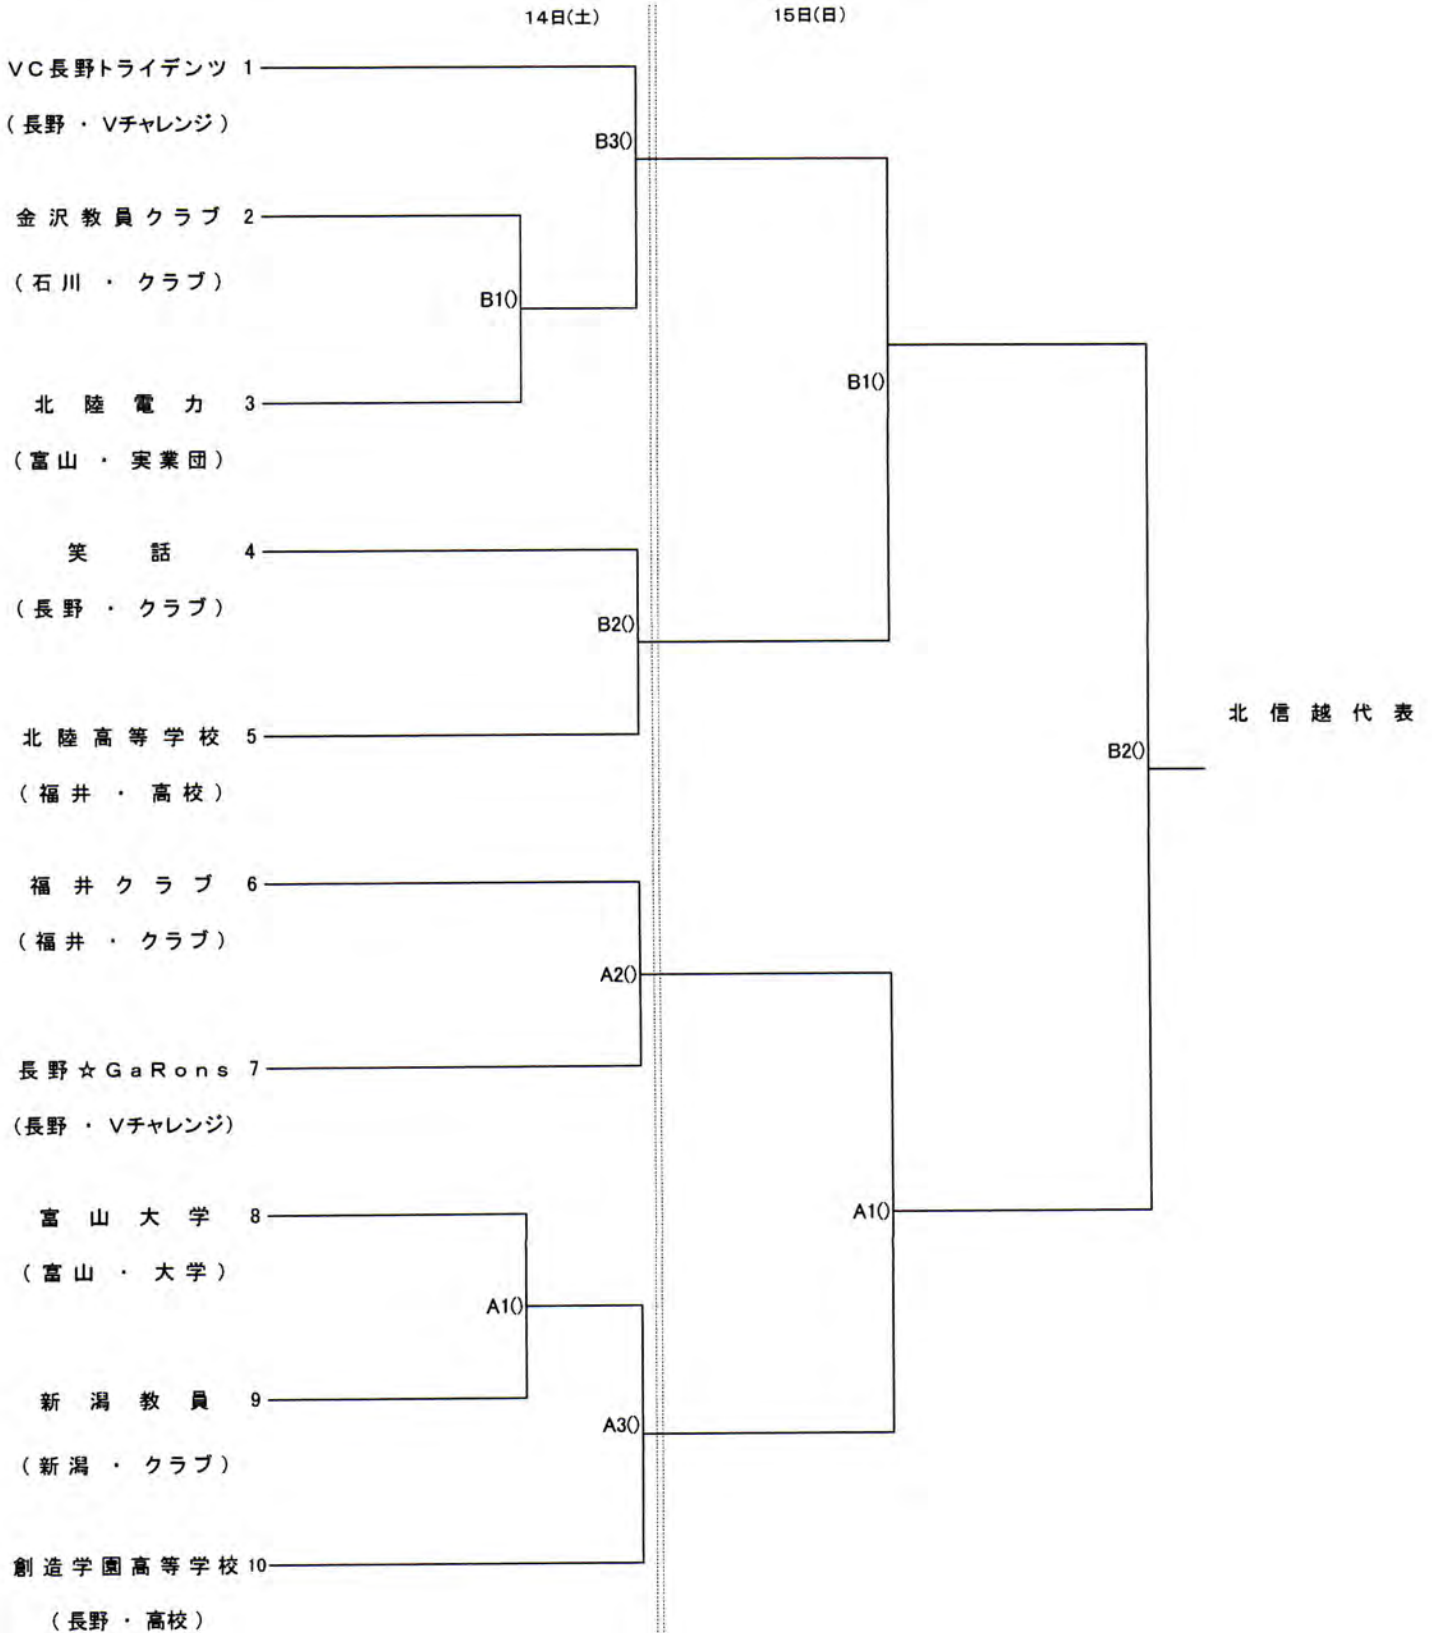 14日(土) 15日(日)
VC長野トライデンツ 1
(長野・Vチャレンジ)
B3()
金沢教員クラブ 2
(石川・クラブ)
B1()
北陸電力 3
B1()
(富山・実業団)
笑話 4
(長野・クラブ)
B2()
北信越代表
北陸高等学校 5
B2()
(福井・高校)
福井クラブ 6
(福井・クラブ)
A2()
長野☆GaRons 7
(長野・Vチャレンジ)
富山大学 8
A1()
(富山・大学)
A1()
新潟教員 9
A3()
(新潟・クラブ)
創造学園高等学校 10
(長野・高校)